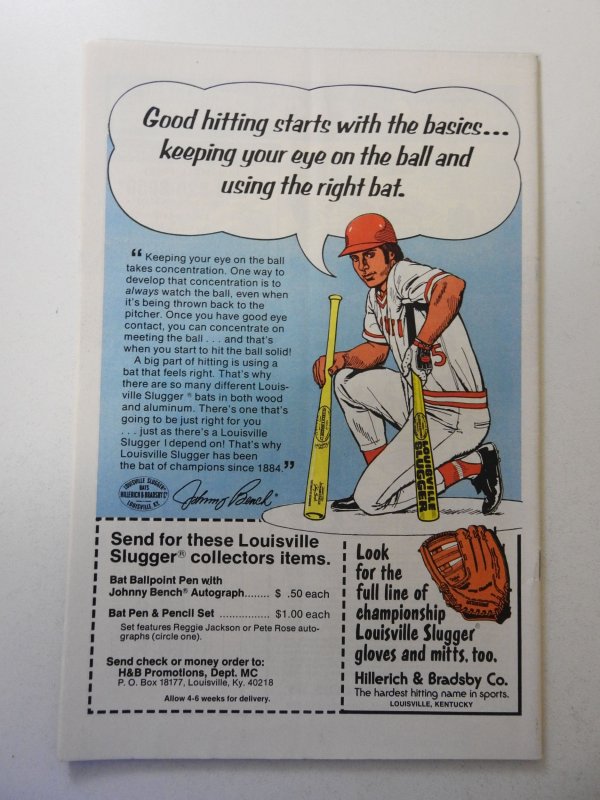 Good hitting starts with the basics...
keeping your eye on the ball and
using the right bat.
“ Keeping your eye on the ball
takes concentration. One way to
develop that concentration is to
always watch the ball, even when
it's being thrown back to the
pitcher. Once you have good eye
contact, you can concentrate on
meeting the ball . . . and that's
when you start to hit the ball solid!
A big part of hitting is using a
bat that feels right. That's why
there are so many different Louis-
ville Slugger ® bats in both wood
and aluminum. There's one that's
going to be just right for you
. . . just as there's a Louisville
Slugger I depend on! That's why
Louisville Slugger has been
the bat of champions since 1884.”
LOUISVILLE SLUGGER
BATS
HILLERICH & BRADSBY Co
LOUISVILLE, KY.
Johnny Bench
5
LOUISVILLE
SLUGGER
Send for these Louisville
Slugger® collectors items.
Bat Ballpoint Pen with
Johnny Bench® Autograph........ $ .50 each
Bat Pen & Pencil Set ................ $1.00 each
Set features Reggie Jackson or Pete Rose auto-
graphs (circle one).
Send check or money order to:
H&B Promotions, Dept. MC
P. O. Box 18177, Louisville, Ky. 40218
Allow 4-6 weeks for delivery.
Look
for the
full line of
championship
Louisville Slugger®
gloves and mitts, too.
Hillerich & Bradsby Co.
The hardest hitting name in sports.
LOUISVILLE, KENTUCKY